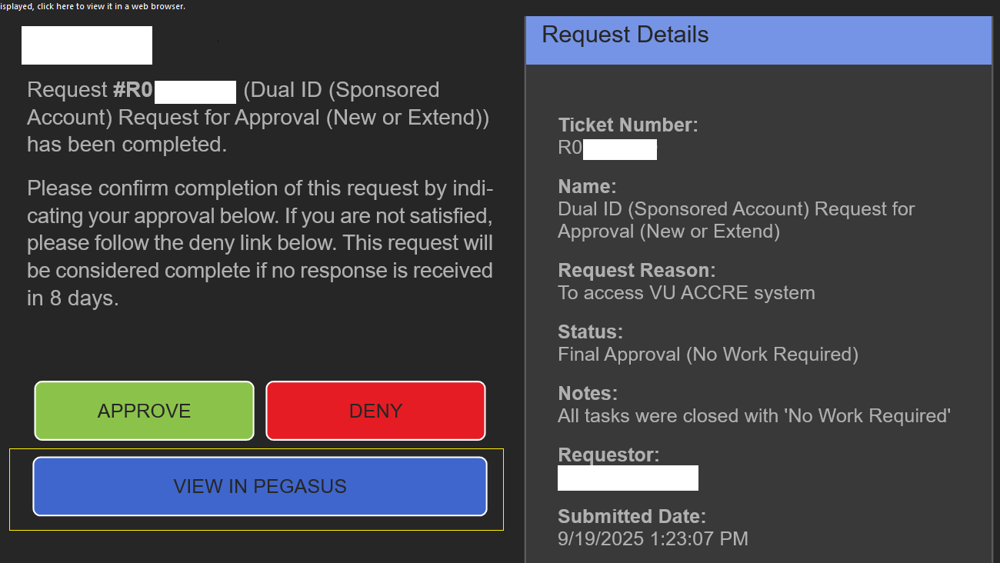 isplayed, click here to view it in a web browser.
Request #R0 (Dual ID (Sponsored
Account) Request for Approval (New or Extend))
has been completed.
Please confirm completion of this request by indi-
cating your approval below. If you are not satisfied,
please follow the deny link below. This request will
be considered complete if no response is received
in 8 days.
APPROVE
DENY
VIEW IN PEGASUS
Request Details
Ticket Number:
R0
Name:
Dual ID (Sponsored Account) Request for
Approval (New or Extend)
Request Reason:
To access VU ACCRE system
Status:
Final Approval (No Work Required)
Notes:
All tasks were closed with 'No Work Required'
Requestor:
Submitted Date:
9/19/2025 1:23:07 PM